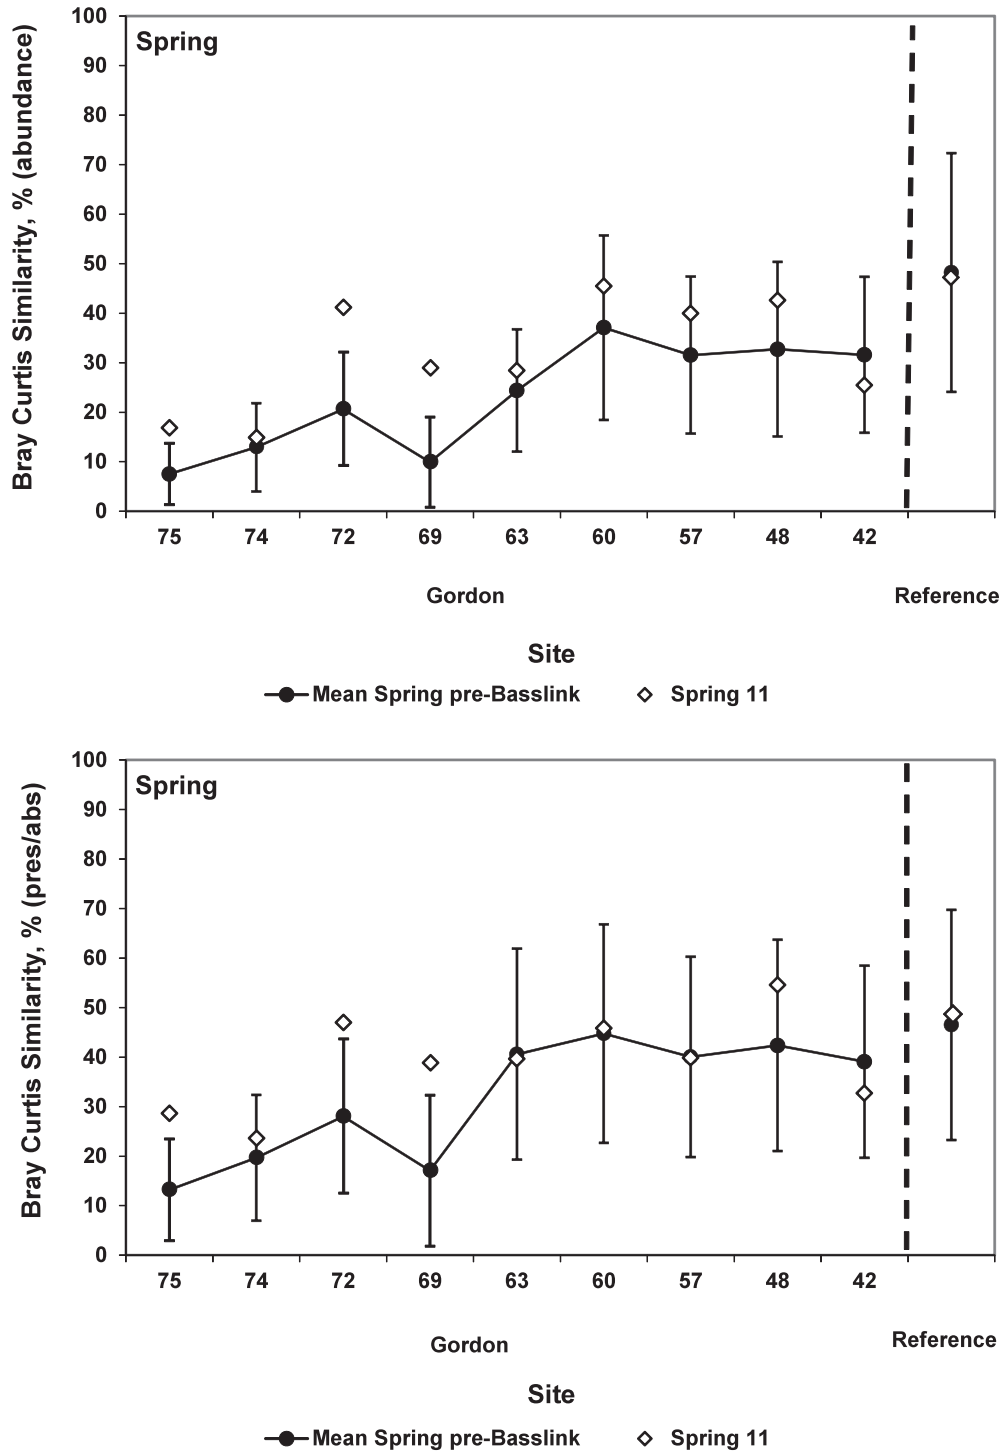 Spring
Bray Curtis Similarity, % (abundance)
100
90
80
70
60
50
40
30
20
10
0
75 74 72 69 63 60 57 48 42
Gordon Reference
Site
Mean Spring pre-Basslink Spring 11
Spring
Bray Curtis Similarity, % (pres/abs)
100
90
80
70
60
50
40
30
20
10
0
75 74 72 69 63 60 57 48 42
Gordon Reference
Site
Mean Spring pre-Basslink Spring 11